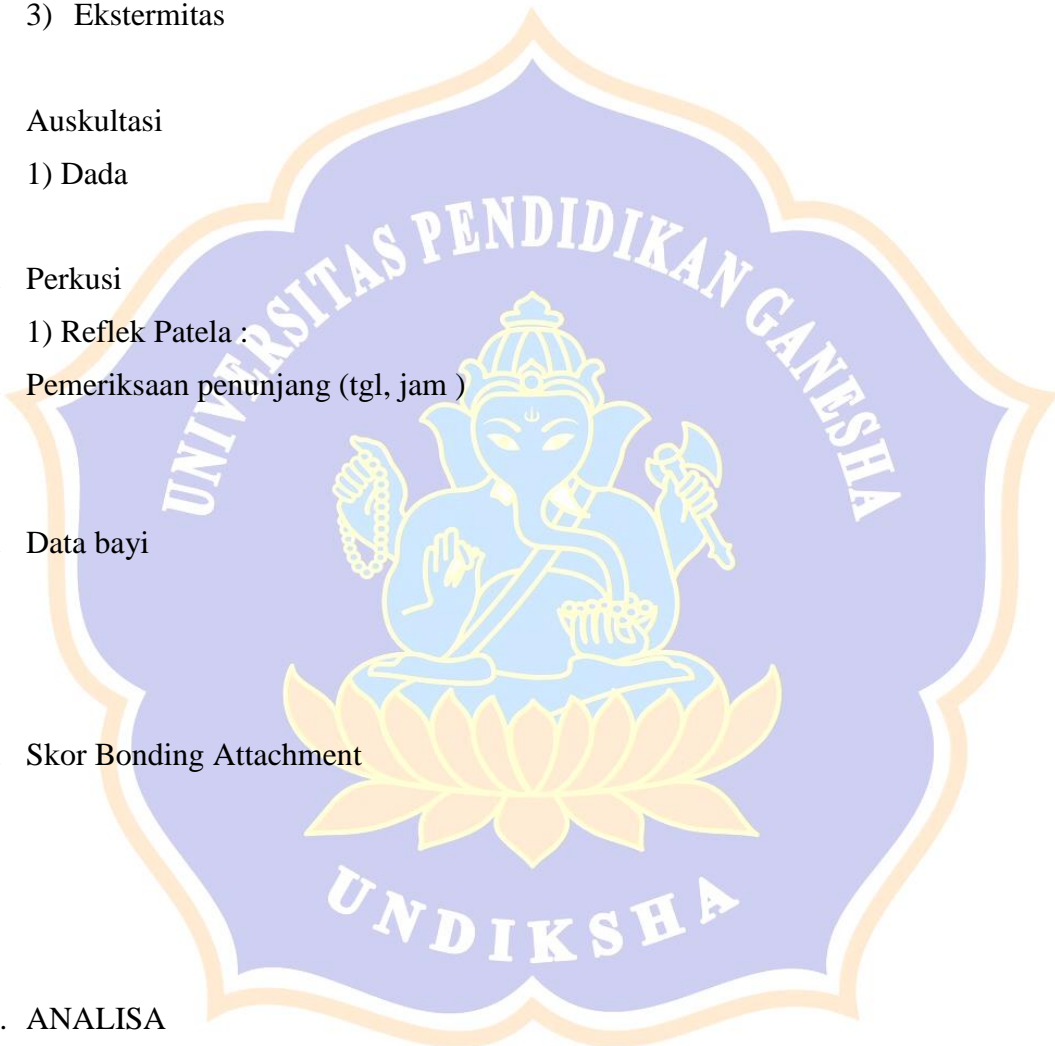 3) Ekstermitas
Auskultasi
1) Dada
UNIVERSITAS PENDIDIKAN GANESHA
Perkusi
1) Reflek Patela :
Pemeriksaan penunjang (tgl, jam )
Data bayi
Skor Bonding Attachment
UNDIKSHA
. ANALISA